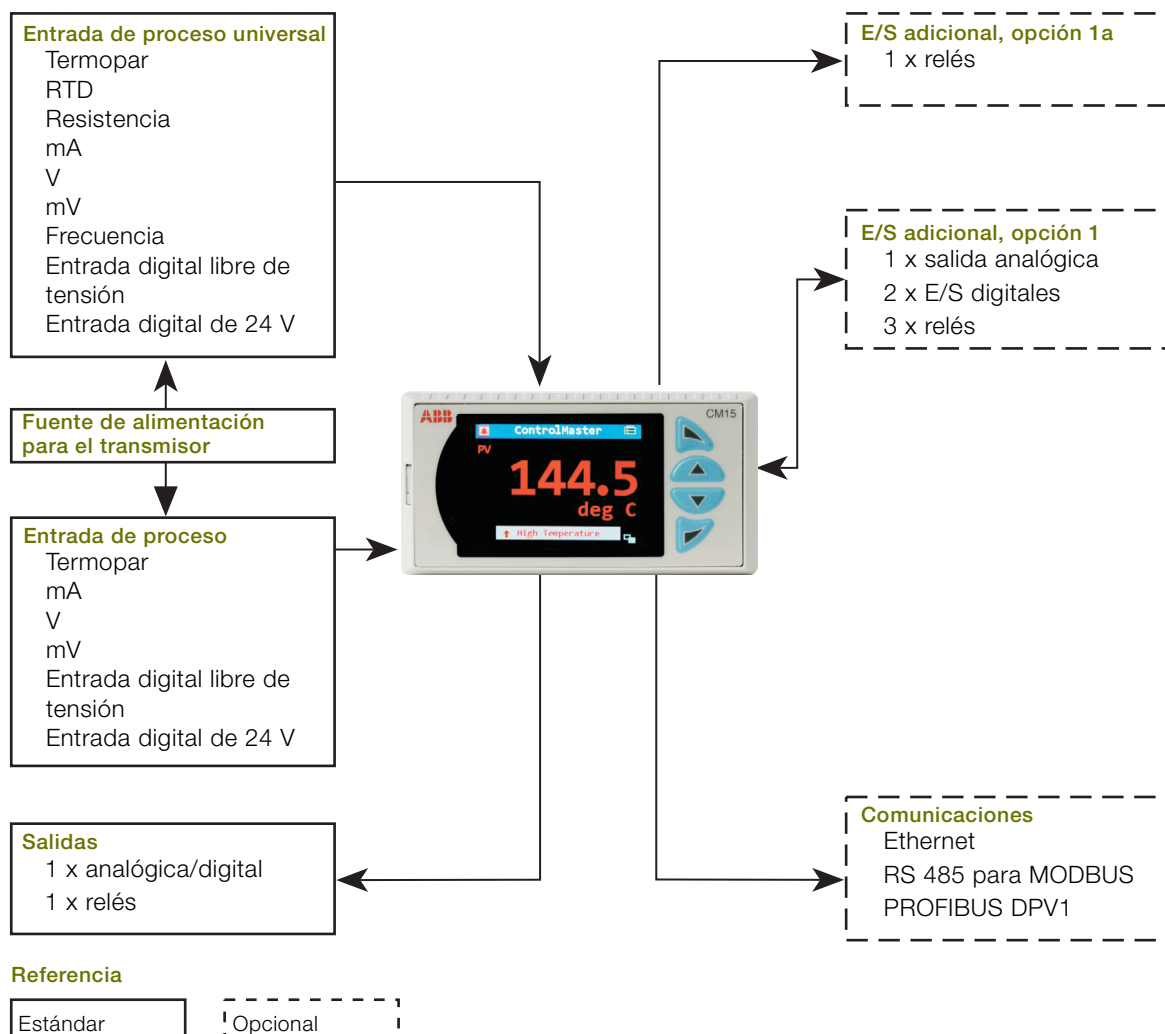 Entrada de proceso universal
Termopar
RTD
Resistencia
mA
V
mV
Frecuencia
Entrada digital libre de
tensión
Entrada digital de 24 V
Fuente de alimentación
para el transmisor
Entrada de proceso
Termopar
mA
V
mV
Entrada digital libre de
tensión
Entrada digital de 24 V
Salidas
1 x analógica/digital
1 x relés
ABB
CM15
ControlMaster
PV
144.5
deg C
High Temperature
E/S adicional, opción 1a
1 x relés
E/S adicional, opción 1
1 x salida analógica
2 x E/S digitales
3 x relés
Comunicaciones
Ethernet
RS 485 para MODBUS
PROFIBUS DPV1
Referencia
Estándar
Opcional